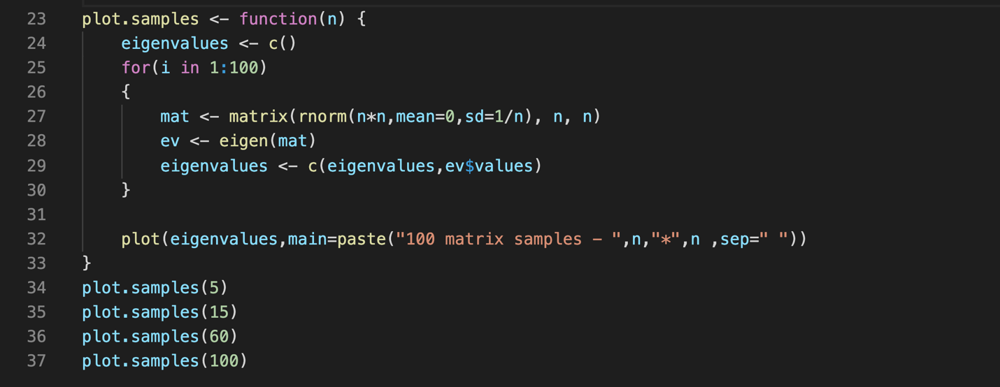 23 plot.samples <- function(n) {
24     eigenvalues <- c()
25     for(i in 1:100)
26     {
27         mat <- matrix(rnorm(n*n,mean=0,sd=1/n), n, n)
28         ev <- eigen(mat)
29         eigenvalues <- c(eigenvalues,ev$values)
30     }
31
32     plot(eigenvalues,main=paste("100 matrix samples - ",n,"*",n ,sep=" "))
33 }
34 plot.samples(5)
35 plot.samples(15)
36 plot.samples(60)
37 plot.samples(100)